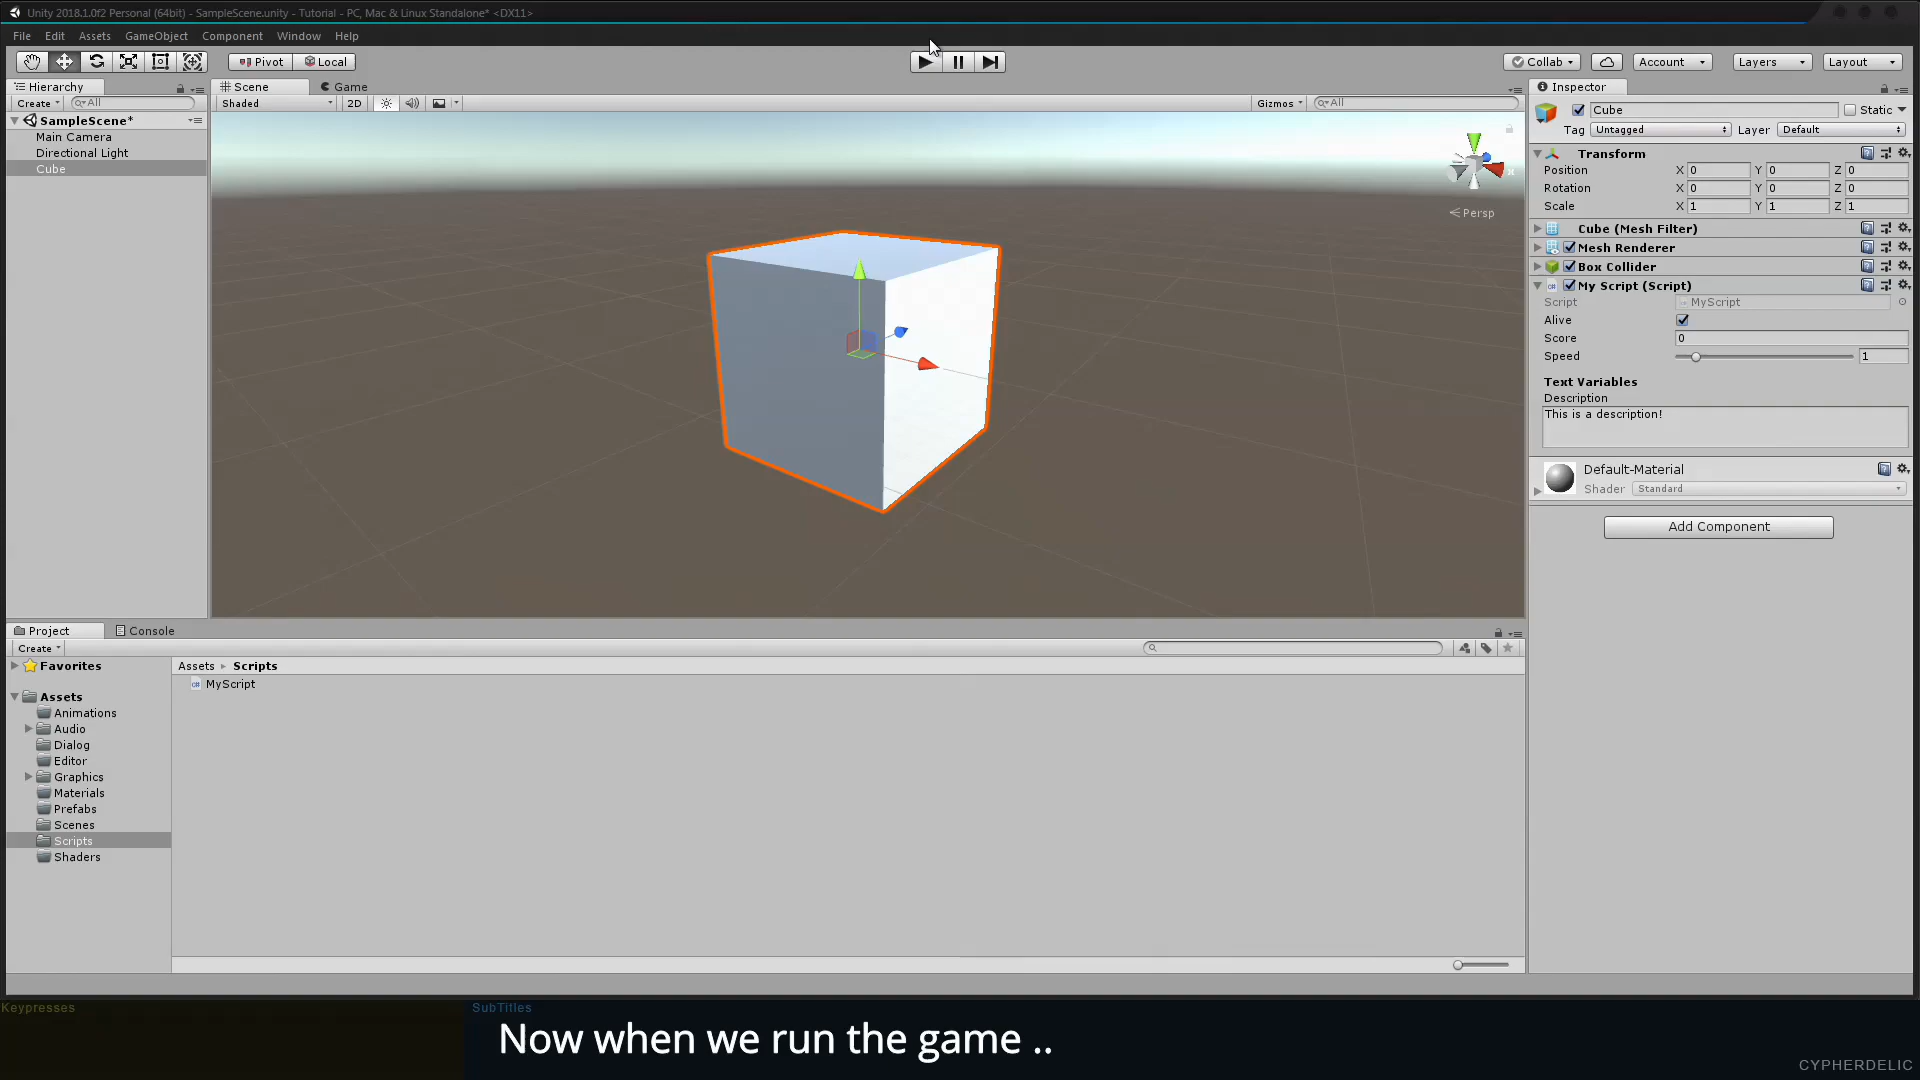 Unity 2018.1.0f2 Personal (64bit) - SampleScene.unity - Tutorial - PC, Mac & Linux Standalone* <DX11>
File Edit Assets GameObject Component Window Help
Pivot Local Collab Account Layers Layout
Hierarchy Scene Game Inspector
Create All Shaded 2D Gizmos All
SampleScene*
Main Camera
Directional Light
Cube
Persp
Cube Static
Tag Untagged Layer Default
Transform
Position X 0 Y 0 Z 0
Rotation X 0 Y 0 Z 0
Scale X 1 Y 1 Z 1
Cube (Mesh Filter)
Mesh Renderer
Box Collider
My Script (Script)
Script MyScript
Alive
Score 0
Speed 1
Text Variables
Description
This is a description!
Default-Material
Shader Standard
Add Component
Project Console
Create
Favorites
Assets
Animations
Audio
Dialog
Editor
Graphics
Materials
Prefabs
Scenes
Scripts
Shaders
Assets Scripts
MyScript
Keypresses SubTitles
Now when we run the game ..
CYPHERDELIC